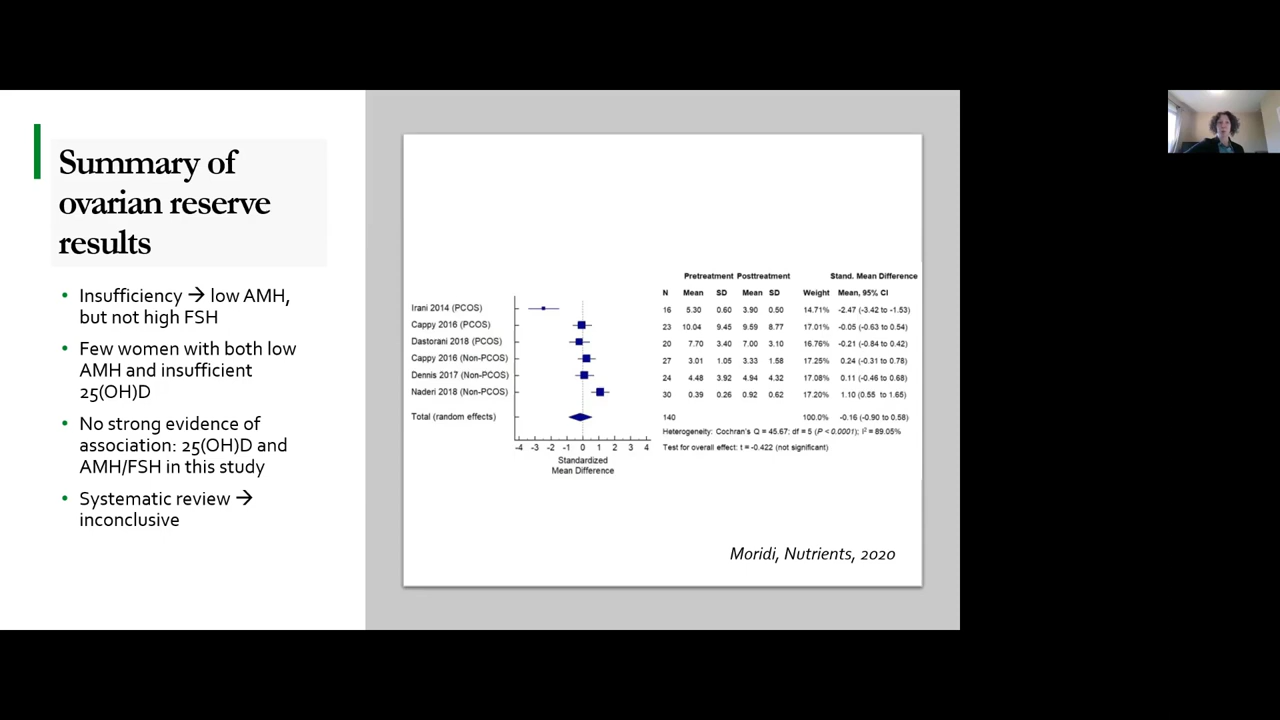 Summary of
ovarian reserve
results
• Insufficiency → low AMH,
but not high FSH
• Few women with both low
AMH and insufficient
25(OH)D
• No strong evidence of
association: 25(OH)D and
AMH/FSH in this study
• Systematic review →
inconclusive
Pretreatment Posttreatment Stand. Mean Difference
N Mean SD Mean SD Weight Mean, 95% CI
Irani 2014 (PCOS) 16 5.30 0.60 3.90 0.50 14.71% -2.47 (-3.42 to -1.53)
Cappy 2016 (PCOS) 23 10.04 9.45 9.59 8.77 17.01% -0.05 (-0.63 to 0.54)
Dastorani 2018 (PCOS) 20 7.70 3.40 7.00 3.10 16.76% -0.21 (-0.84 to 0.42)
Cappy 2016 (Non-PCOS) 27 3.01 1.05 3.33 1.58 17.25% 0.24 (-0.31 to 0.78)
Dennis 2017 (Non-PCOS) 24 4.48 3.92 4.94 4.32 17.08% 0.11 (-0.46 to 0.68)
Naderi 2018 (Non-PCOS) 30 0.39 0.26 0.92 0.62 17.20% 1.10 (0.55 to 1.65)
Total (random effects) 140 100.0% -0.16 (-0.90 to 0.58)
Heterogeneity: Cochran's Q = 45.67; df = 5 (P < 0.0001); I² = 89.05%
Test for overall effect: t = -0.422 (not significant)
-4 -3 -2 -1 0 1 2 3 4
Standardized
Mean Difference
Moridi, Nutrients, 2020